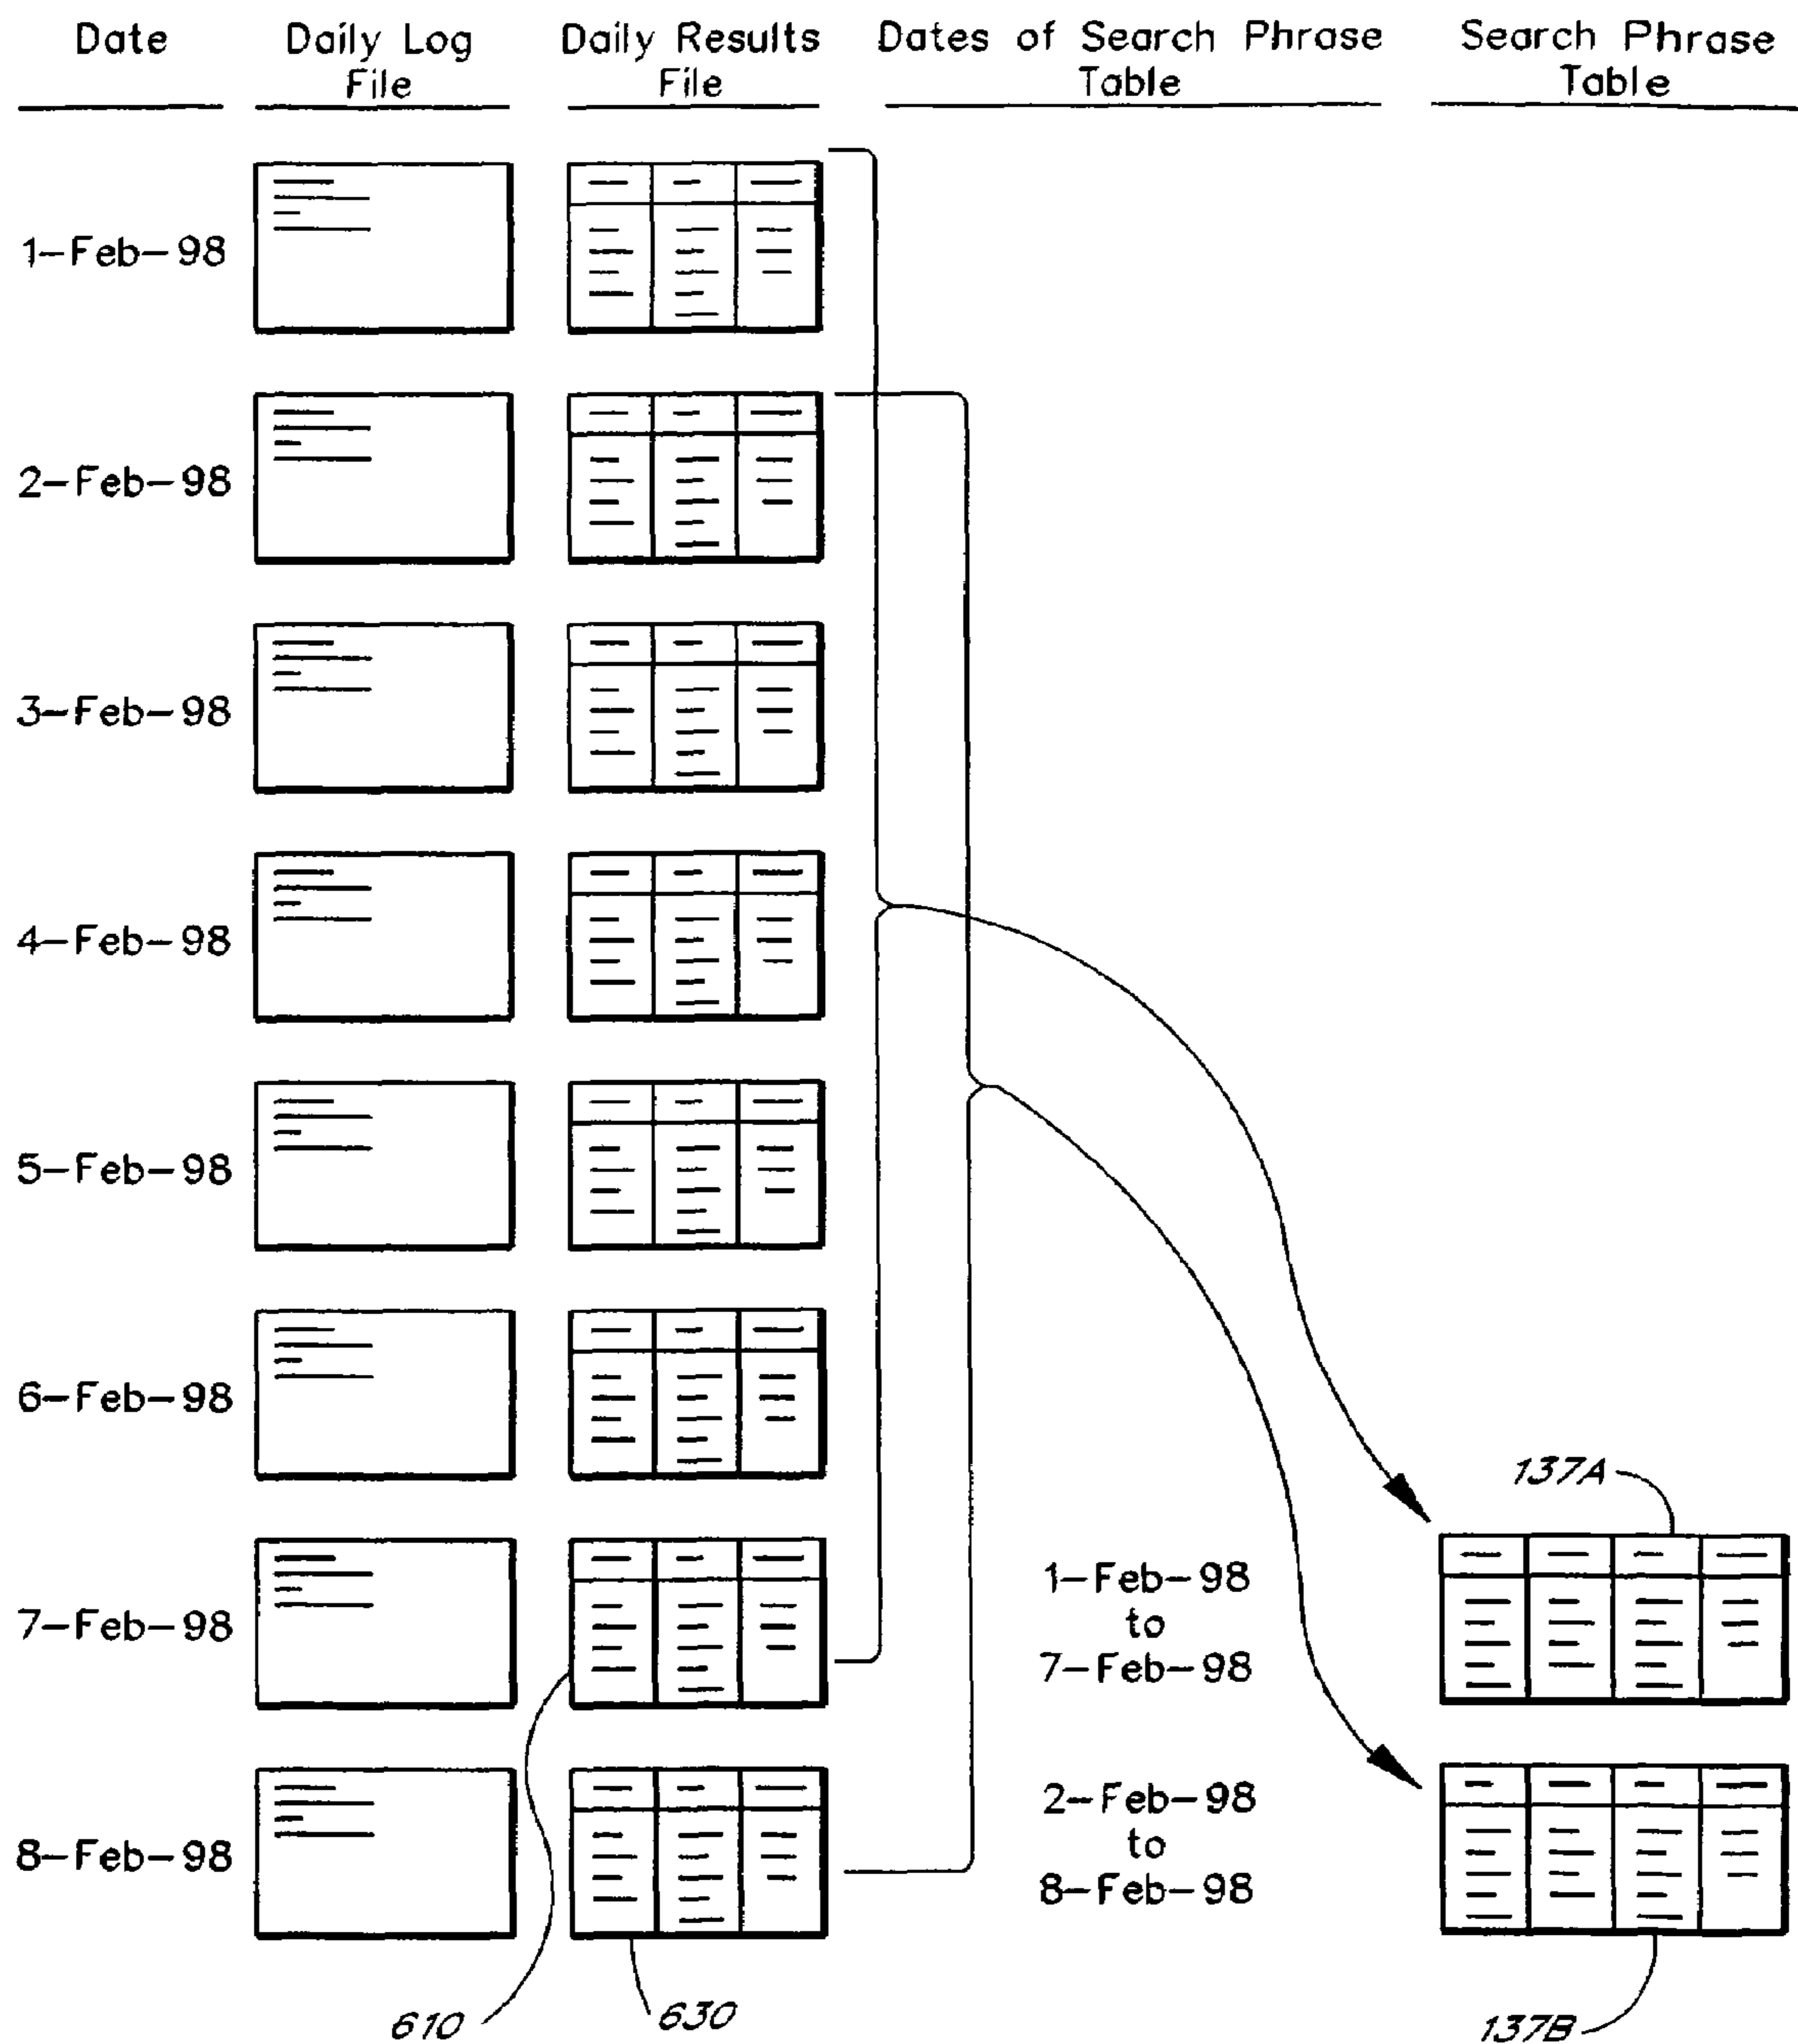 Date
Daily Log
File
Daily Results
File
Dates of Search Phrase
Table
Search Phrase
Table
1-Feb-98
2-Feb-98
3-Feb-98
4-Feb-98
5-Feb-98
6-Feb-98
7-Feb-98
8-Feb-98
1-Feb-98
to
7-Feb-98
2-Feb-98
to
8-Feb-98
137A
137B
610
630